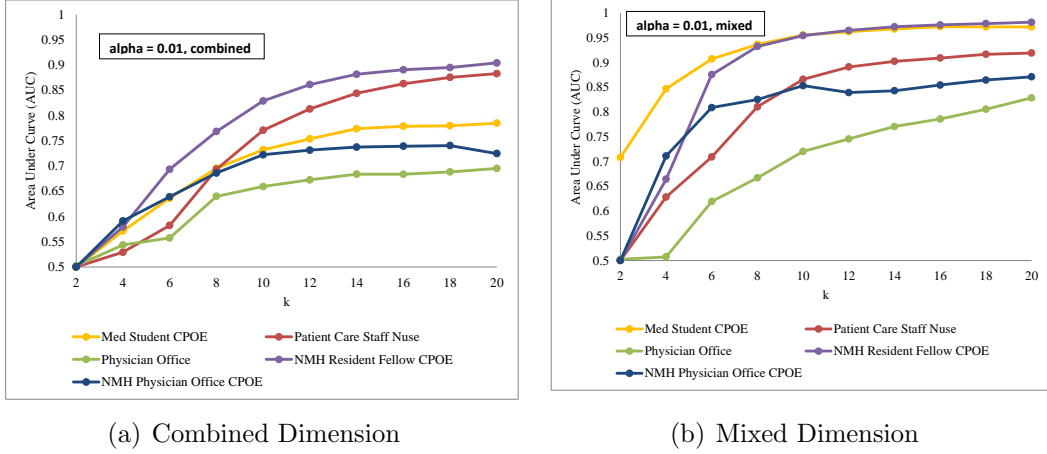 alpha = 0.01, combined
Area Under Curve (AUC)
1
0.95
0.9
0.85
0.8
0.75
0.7
0.65
0.6
0.55
0.5
2 4 6 8 10 12 14 16 18 20
k
Med Student CPOE Patient Care Staff Nuse
Physician Office NMH Resident Fellow CPOE
NMH Physician Office CPOE
(a) Combined Dimension
alpha = 0.01, mixed
Area Under Curve (AUC)
1
0.95
0.9
0.85
0.8
0.75
0.7
0.65
0.6
0.55
0.5
2 4 6 8 10 12 14 16 18 20
k
Med Student CPOE Patient Care Staff Nuse
Physician Office NMH Resident Fellow CPOE
NMH Physician Office CPOE
(b) Mixed Dimension